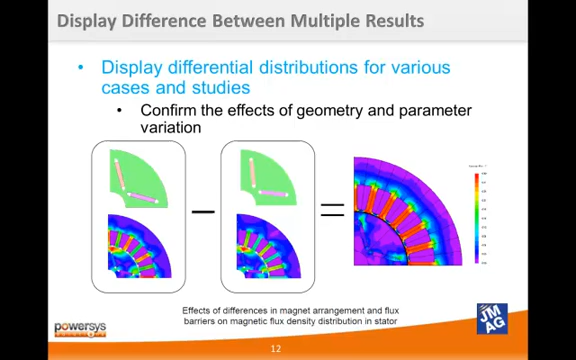 Display Difference Between Multiple Results
• Display differential distributions for various
cases and studies
• Confirm the effects of geometry and parameter
variation
Effects of differences in magnet arrangement and flux
barriers on magnetic flux density distribution in stator
powersys
JM
AG
12